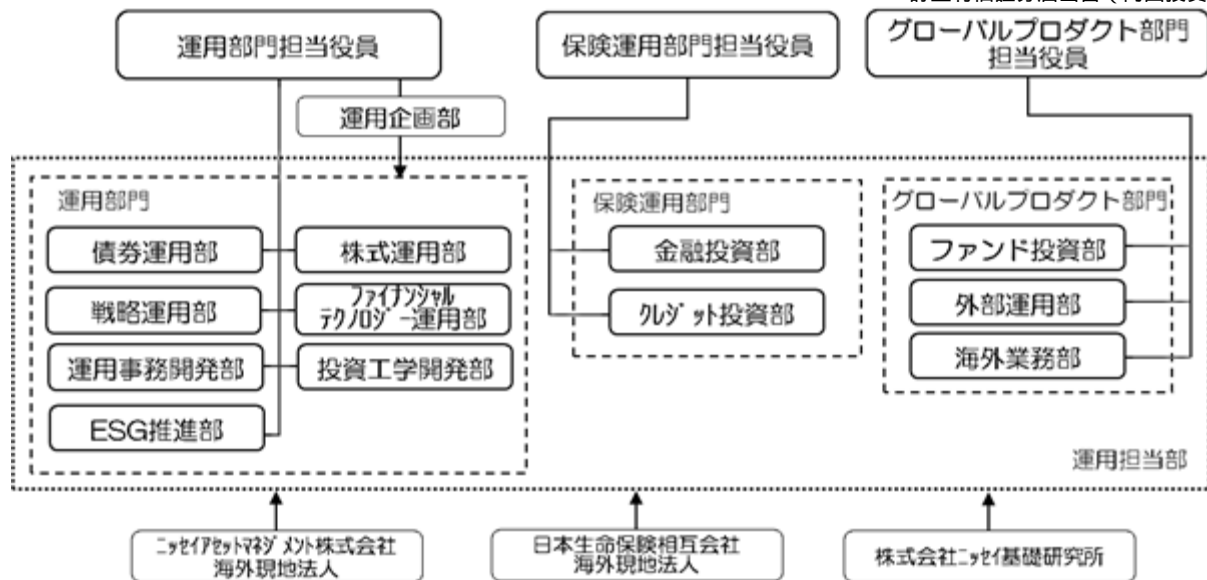 運用部門担当役員
保険運用部門担当役員
グローバルプロダクト部門
担当役員
運用企画部
運用部門
債券運用部
株式運用部
戦略運用部
ファイナンシャル
テクノロジー運用部
運用事務開発部
投資工学開発部
ESG推進部
保険運用部門
金融投資部
クレジット投資部
グローバルプロダクト部門
ファンド投資部
外部運用部
海外業務部
運用担当部
ニッセイアセットマネジメント株式会社
海外現地法人
日本生命保険相互会社
海外現地法人
株式会社ニッセイ基礎研究所